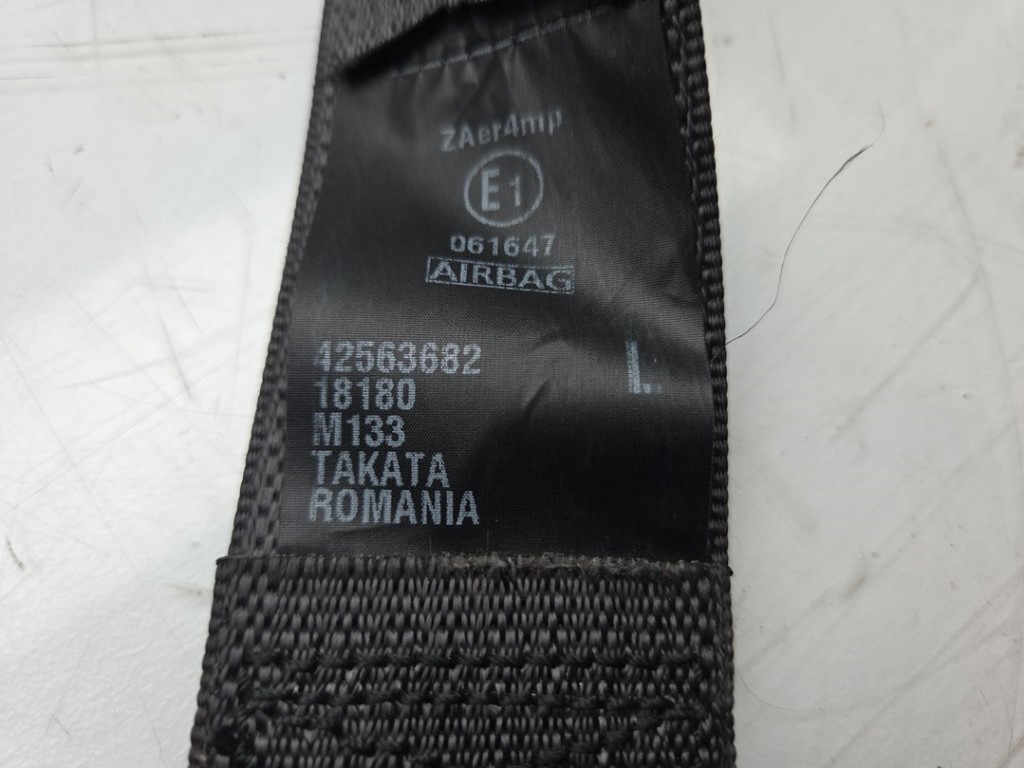 ZAer4mp
E1
061647
AIRBAG
42563682
L
18180
M133
TAKATA
ROMANIA